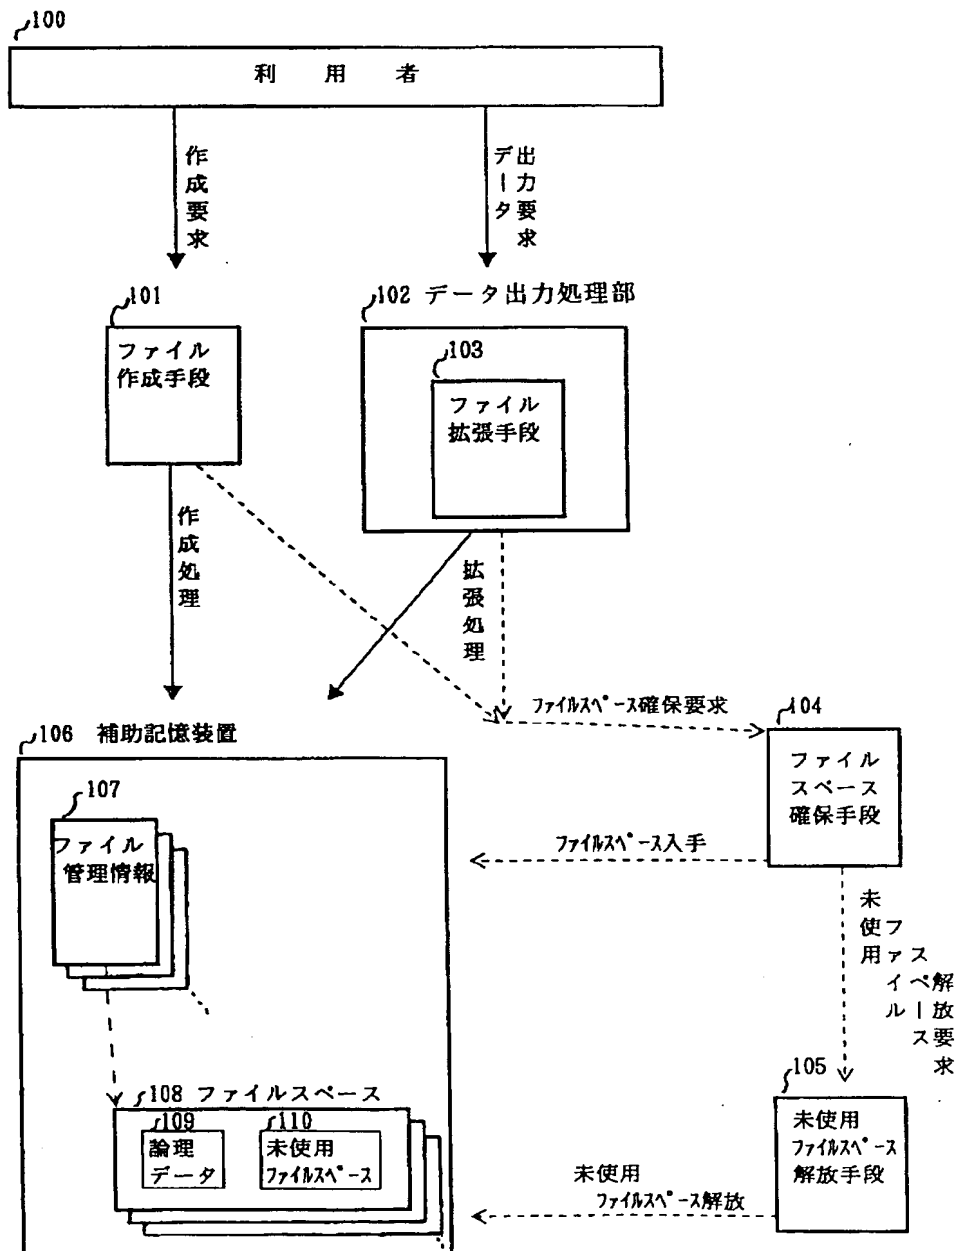 100
利用者
作成要求
データ
出力要求
101
ファイル
作成手段
102 データ出力処理部
103
ファイル
拡張手段
作成処理
拡張処理
ファイルスペース確保要求
104
ファイル
スペース
確保手段
106 補助記憶装置
107
ファイル
管理情報
ファイルスペース入手
未使用
ファイル
スペース
解放要求
105
未使用
ファイルスペース
解放手段
108 ファイルスペース
109
論理
データ
110
未使用
ファイルスペース
未使用
ファイルスペース解放